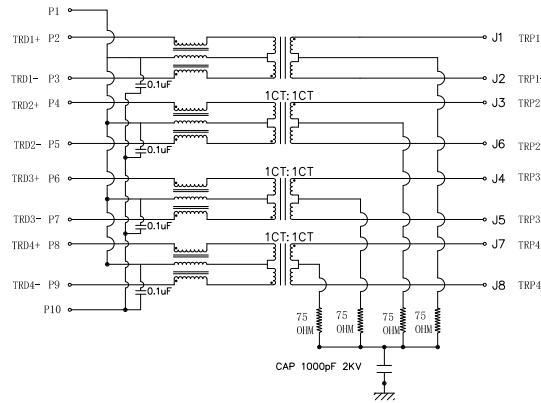 P1
TRD1+ P2 J1 TRP1
0.1uF
TRD1- P3 J2 TRP1-
TRD2+ P4 1CT:1CT J3 TRP2
0.1uF
TRD2- P5 J6 TRP2
TRD3+ P6 1CT:1CT J4 TRP3
0.1uF
TRD3- P7 J5 TRP3
TRD4+ P8 1CT:1CT J7 TRP4
0.1uF
TRD4- P9 J8 TRP4
P10
75 OHM 75 OHM 75 OHM 75 OHM
CAP 1000pF 2KV